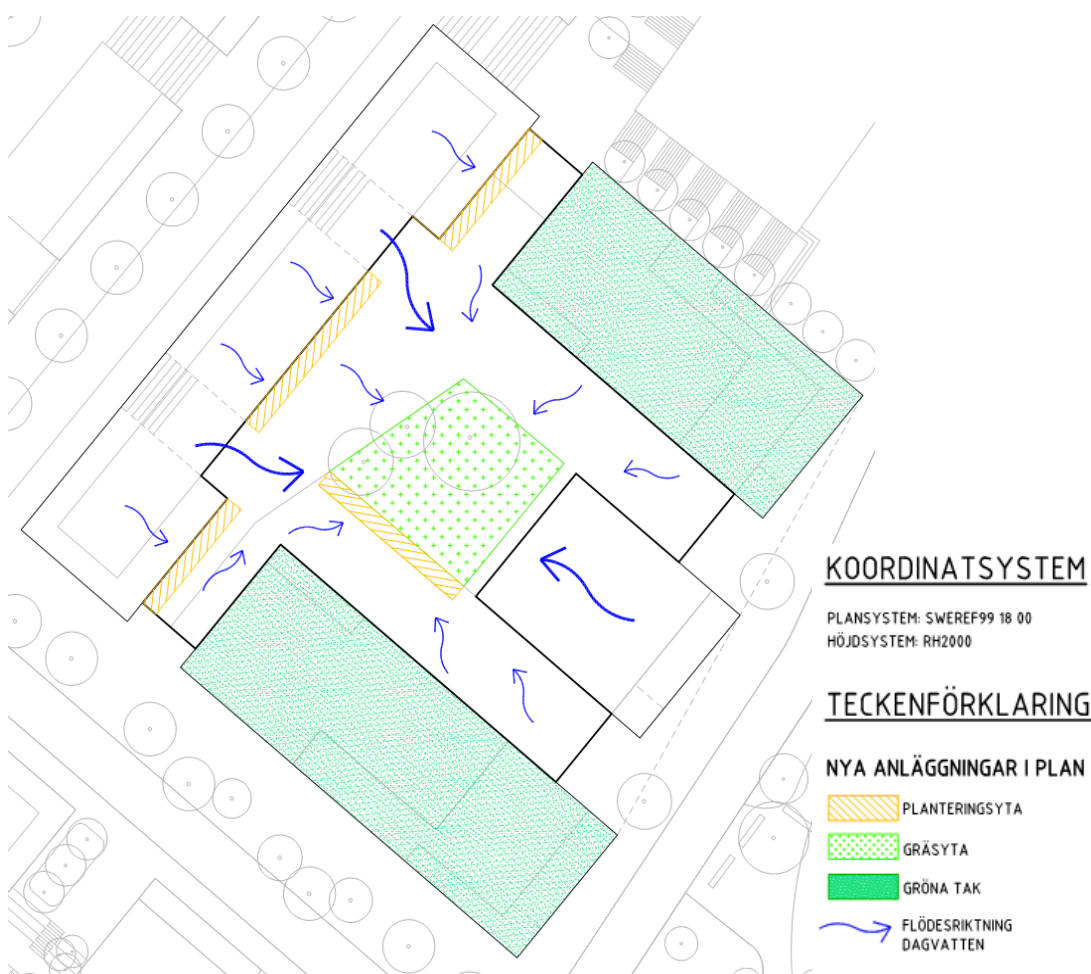 KOORDINATSYSTEM
PLANSYSTEM: SWEREF99 18 00
HÖJDSYSTEM: RH2000
TECKENFÖRKLARING
NYA ANLÄGGNINGAR I PLAN
PLANTERINGSYTA
GRÄSYTA
GRÖNA TAK
FLÖDESRIKTNING
DAGVATTEN